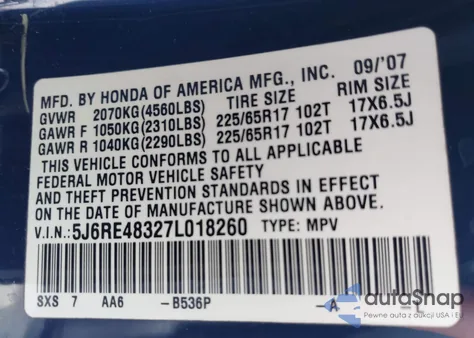 MFD. BY HONDA OF AMERICA MFG., INC. 09/'07
GVWR 2070KG(4560LBS) TIRE SIZE RIM SIZE
GAWR F 1050KG(2310LBS) 225/65R17 102T 17X6.5J
GAWR R 1040KG(2290LBS) 225/65R17 102T 17X6.5J
THIS VEHICLE CONFORMS TO ALL APPLICABLE
FEDERAL MOTOR VEHICLE SAFETY
AND THEFT PREVENTION STANDARDS IN EFFECT
ON THE DATE OF MANUFACTURE SHOWN ABOVE.
V.I.N.:5J6RE48327L018260 TYPE: MPV
SXS 7 AA6 -B536P -A -L
autaSnap
Pewne auta z aukcji USA i Eu